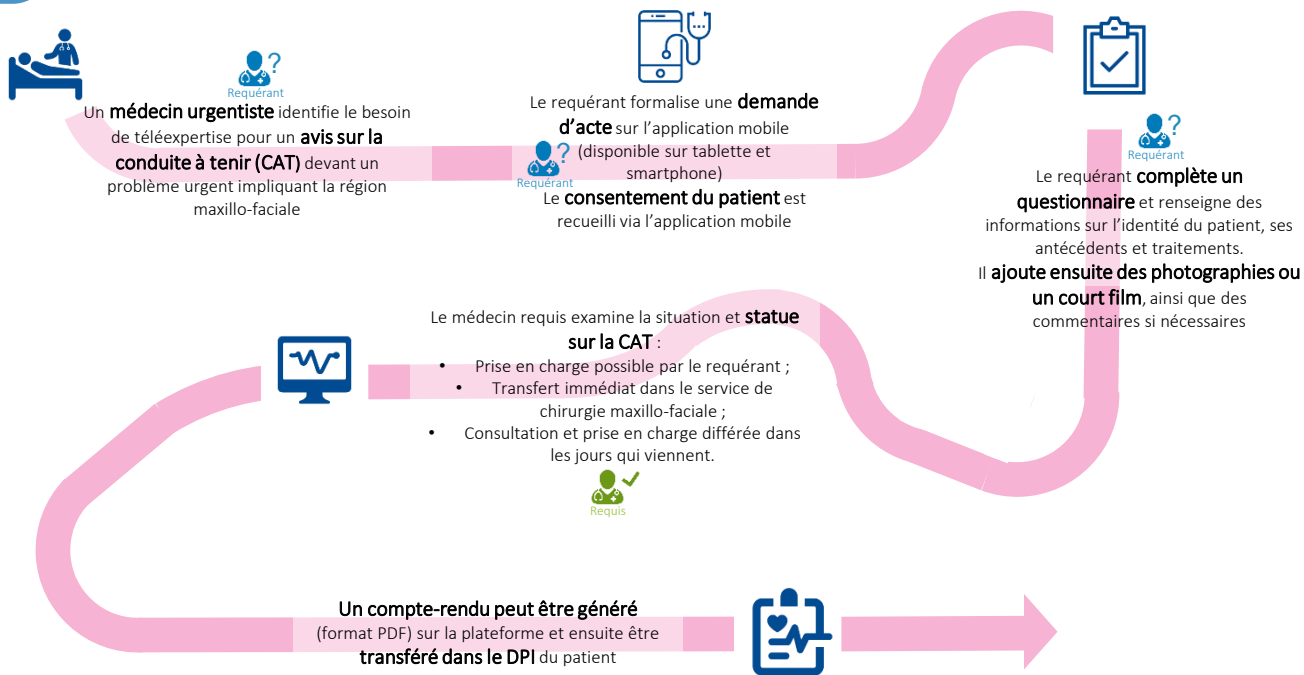 ?
Requérant
Un médecin urgentiste identifie le besoin
de téléexpertise pour un avis sur la
conduite à tenir (CAT) devant un
problème urgent impliquant la région
maxillo-faciale
Le requérant formalise une demande
d’acte sur l’application mobile
(disponible sur tablette et
smartphone)
?
Requérant
Le consentement du patient est
recueilli via l’application mobile
?
Requérant
Le requérant complète un
questionnaire et renseigne des
informations sur l’identité du patient, ses
antécédents et traitements.
Il ajoute ensuite des photographies ou
un court film, ainsi que des
commentaires si nécessaires
Le médecin requis examine la situation et statue
sur la CAT :
• Prise en charge possible par le requérant ;
• Transfert immédiat dans le service de
chirurgie maxillo-faciale ;
• Consultation et prise en charge différée dans
les jours qui viennent.
Requis
Un compte-rendu peut être généré
(format PDF) sur la plateforme et ensuite être
transféré dans le DPI du patient